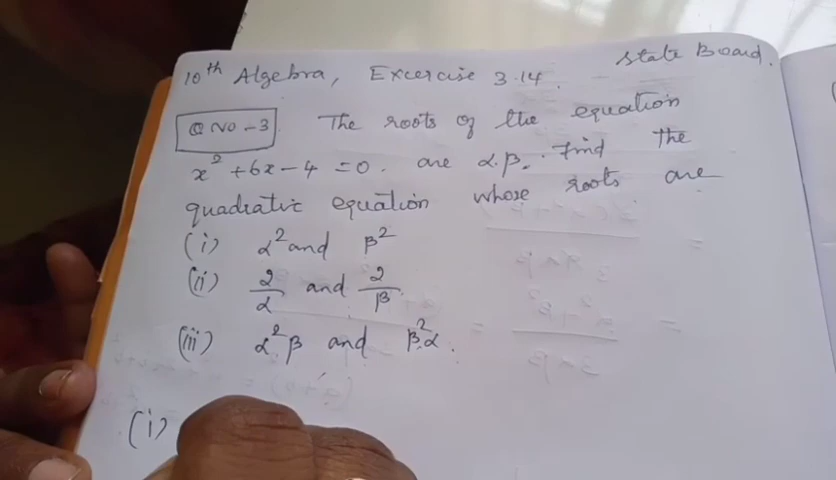 10th Algebra, Excercise 3.14. State Board.
Q NO-3 The roots of the equation
x² + 6x - 4 = 0. are α.β. Find the
quadiatic equation whose roots are
(i) α² and β²
(ii) 2/α and 2/β.
(iii) α²β and β²α.
(i)